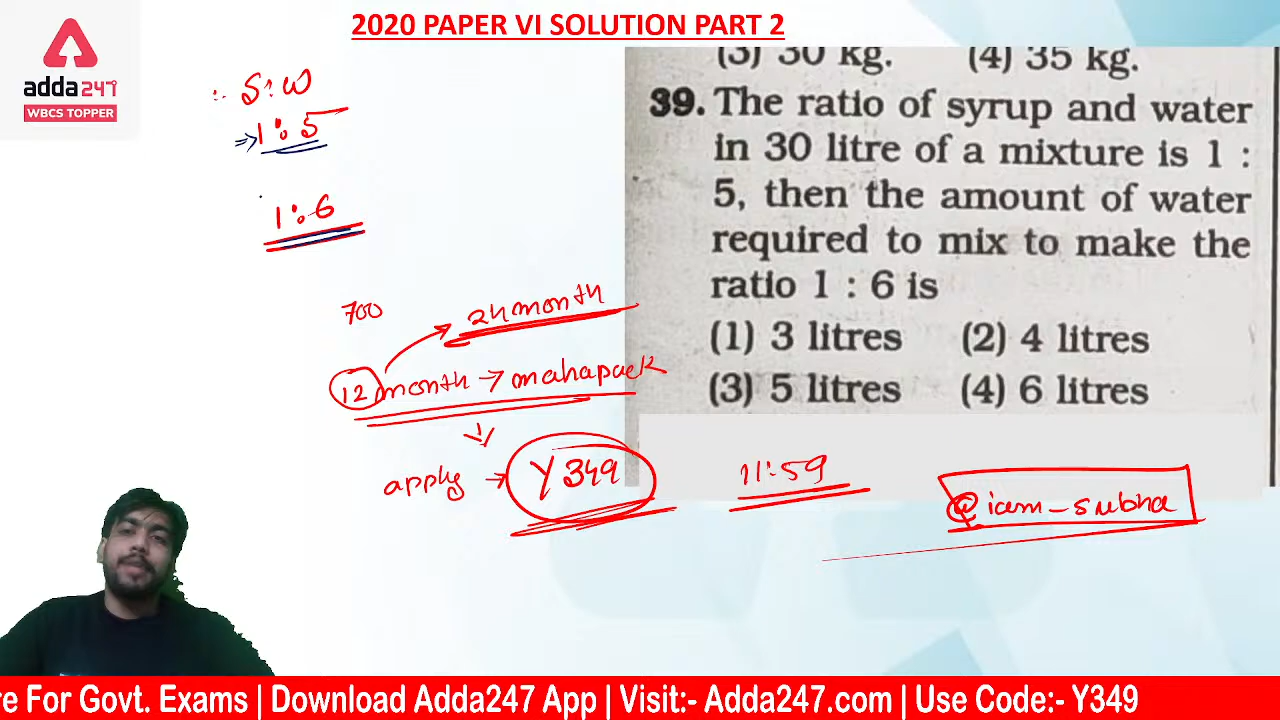 2020 PAPER VI SOLUTION PART 2
adda247
WBCS TOPPER
∴ S:W
⇒ 1:5
1:6
700
24 month
12 month → mahapack
apply → Y349
11:59
@iam_subha
(3) 30 kg. (4) 35 kg.
39. The ratio of syrup and water
in 30 litre of a mixture is 1 :
5, then the amount of water
required to mix to make the
ratio 1 : 6 is
(1) 3 litres (2) 4 litres
(3) 5 litres (4) 6 litres
re For Govt. Exams | Download Adda247 App | Visit:- Adda247.com | Use Code:- Y349